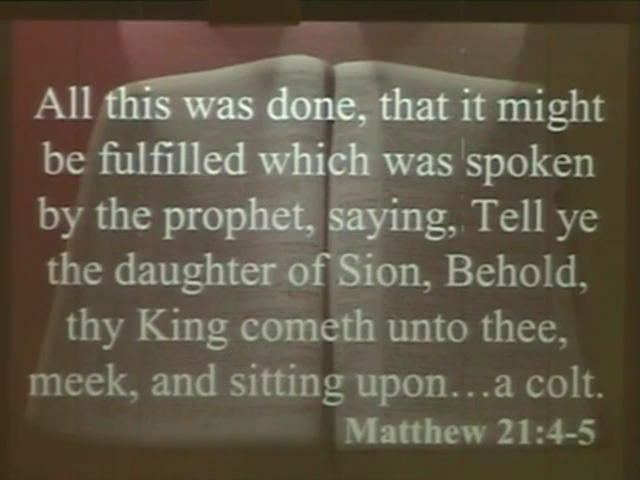 All this was done, that it might
be fulfilled which was spoken
by the prophet, saying, Tell ye
the daughter of Sion, Behold,
thy King cometh unto thee,
meek, and sitting upon...a colt.
Matthew 21:4-5